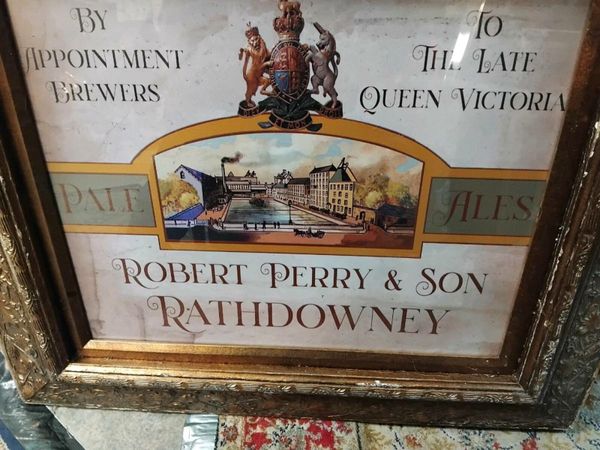 BY
APPOINTMENT
BREWERS
TO
THE LATE
QUEEN VICTORIA
PALE
ALES
ROBERT PERRY & SON
RATHDOWNEY